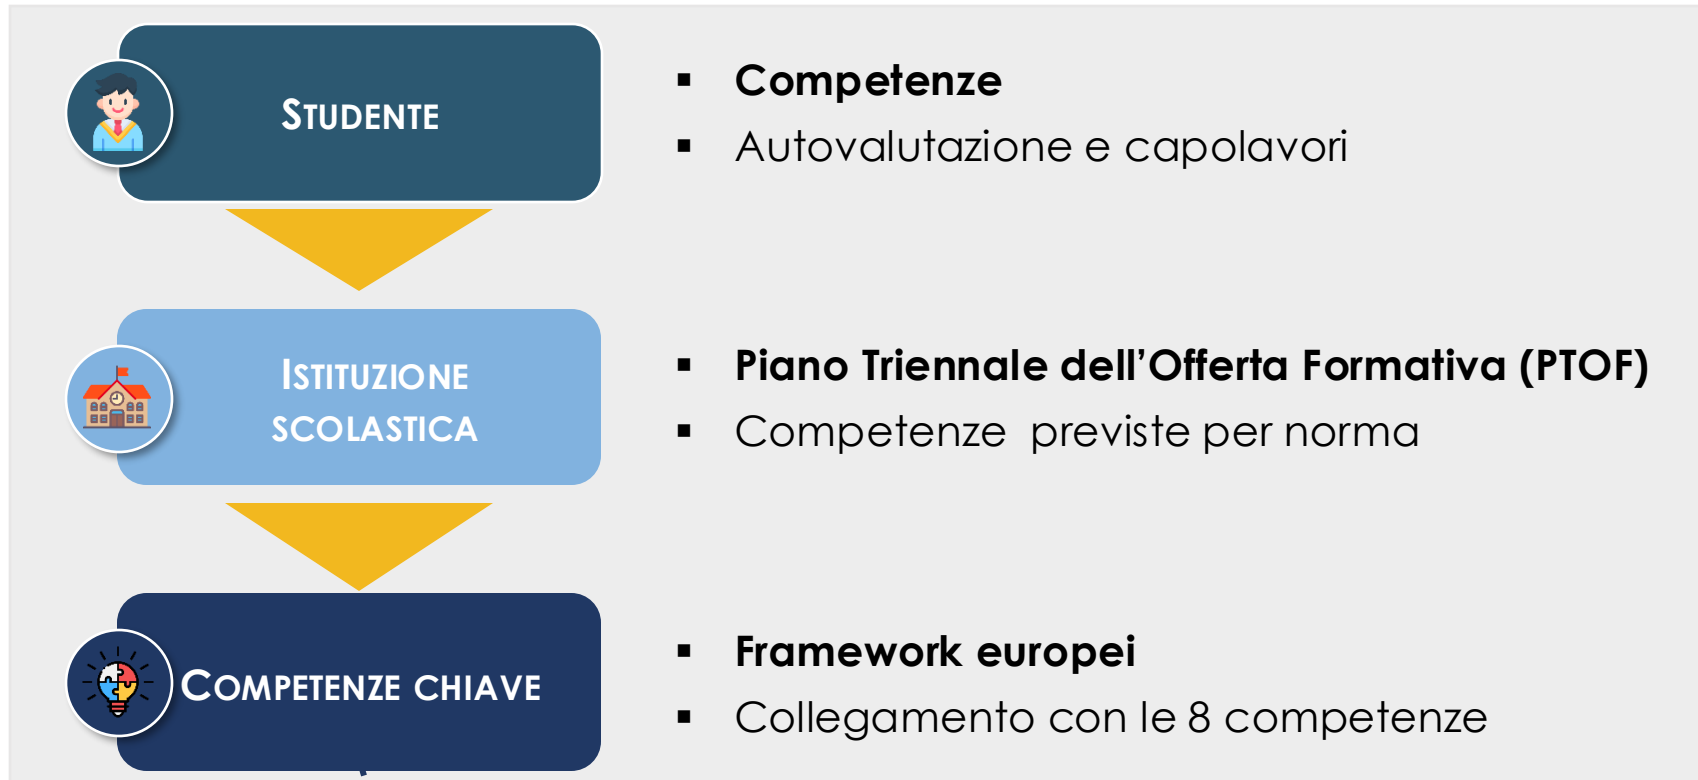 STUDENTE
▪ Competenze
▪ Autovalutazione e capolavori
ISTITUZIONE
SCOLASTICA
▪ Piano Triennale dell’Offerta Formativa (PTOF)
▪ Competenze previste per norma
COMPETENZE CHIAVE
▪ Framework europei
▪ Collegamento con le 8 competenze